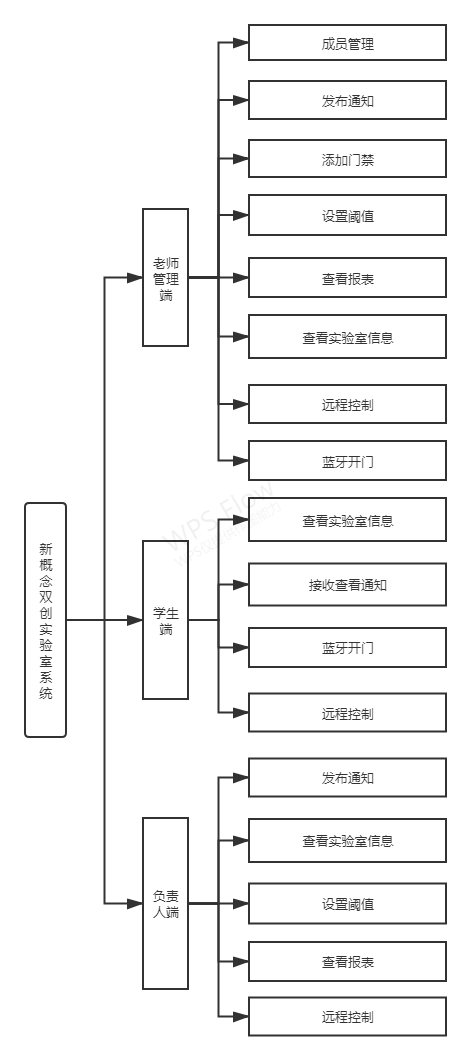 新概念双创实验室系统
老师
管理
端
成员管理
发布通知
添加门禁
设置阈值
查看报表
查看实验室信息
远程控制
蓝牙开门
学生
端
查看实验室信息
接收查看通知
蓝牙开门
远程控制
负责
人端
发布通知
查看实验室信息
设置阈值
查看报表
远程控制
WPS Flow